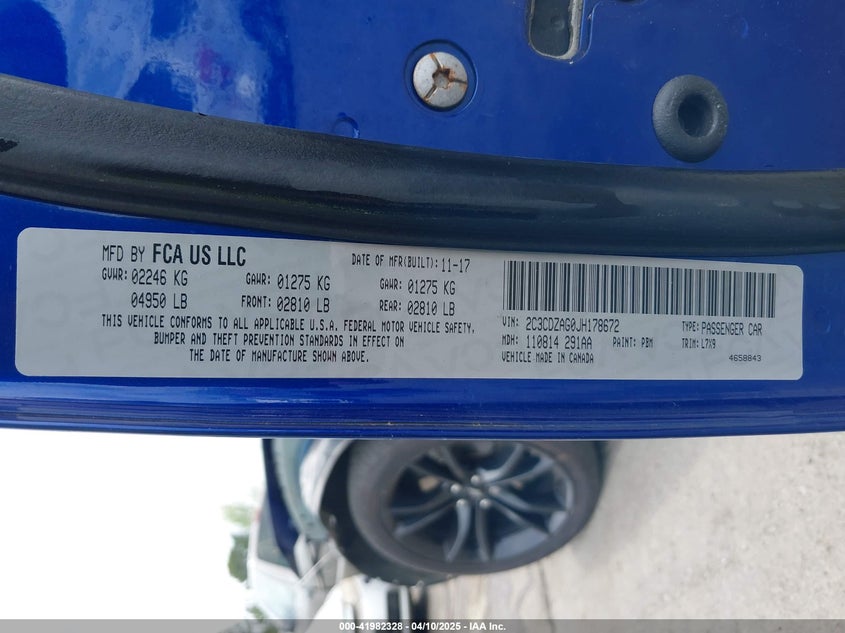 MFD BY FCA US LLC
DATE OF MFR(BUILT): 11-17
GVWR: 02246 KG
GAWR: 01275 KG
GAWR: 01275 KG
04950 LB
FRONT: 02810 LB
REAR: 02810 LB
THIS VEHICLE CONFORMS TO ALL APPLICABLE U.S.A. FEDERAL MOTOR VEHICLE SAFETY,
BUMPER AND THEFT PREVENTION STANDARDS IN EFFECT ON
THE DATE OF MANUFACTURE SHOWN ABOVE.
VIN: 2C3CDZAG0JH178672
TYPE: PASSENGER CAR
MDH: 110814 291AA
PAINT: PBM
TRIM: L7X9
VEHICLE MADE IN CANADA
4658843
000-41982328 - 04/10/2025 - IAA Inc.